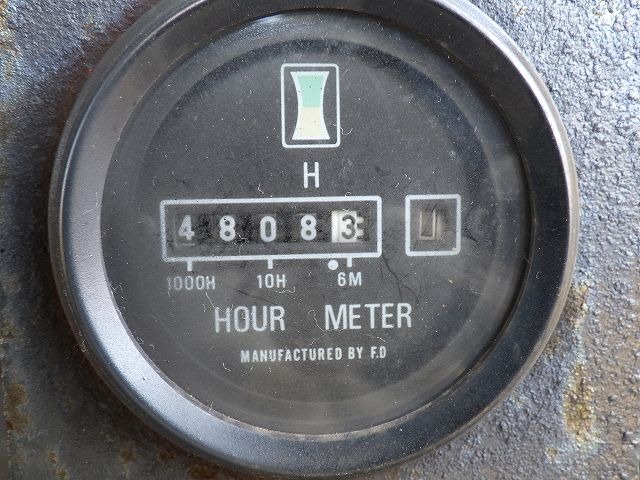 H
48083
1000H 10H 6M
HOUR METER
MANUFACTURED BY F.D